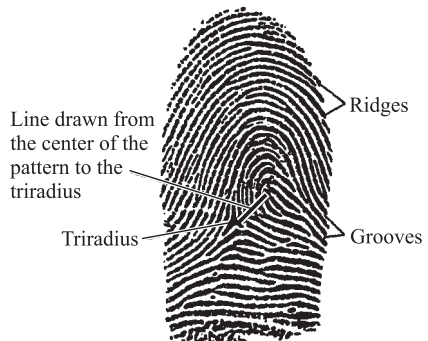 Ridges
Line drawn from
the center of the
pattern to the
triradius
Triradius
Grooves